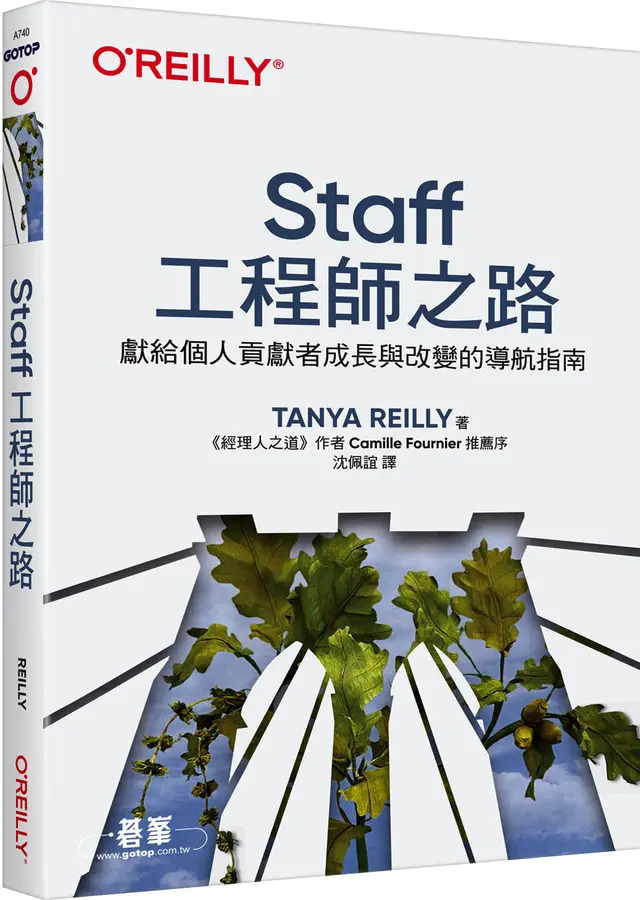 A740
GOTOP
Staff 工程師之路
REILLY
O'REILLY
O'REILLY®
Staff
工程師之路
獻給個人貢獻者成長與改變的導航指南
TANYA REILLY 著
《經理人之道》作者 Camille Fournier 推薦序
沈佩誼 譯
碁峯
www.gotop.com.tw